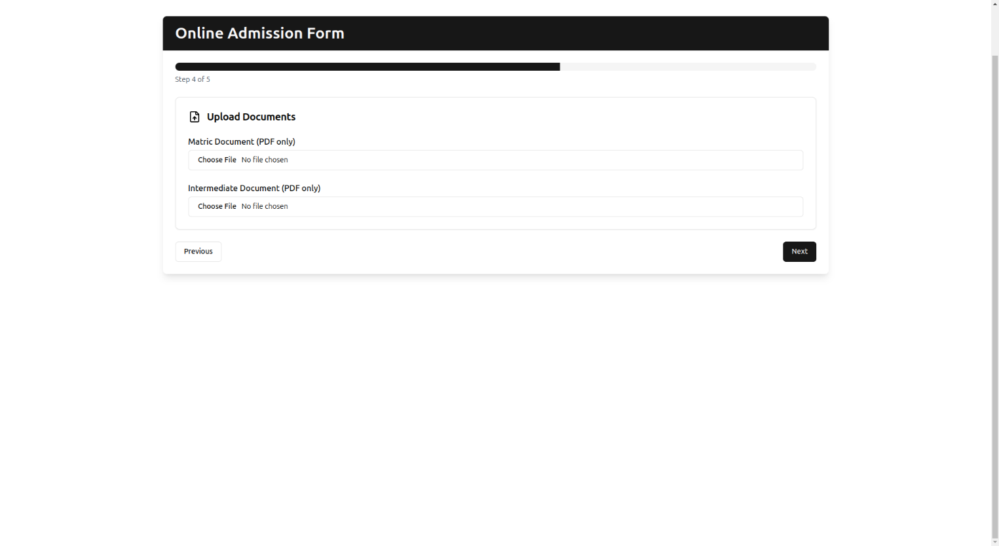 Online Admission Form
Step 4 of 5
Upload Documents
Matric Document (PDF only)
Choose File No file chosen
Intermediate Document (PDF only)
Choose File No file chosen
Previous
Next